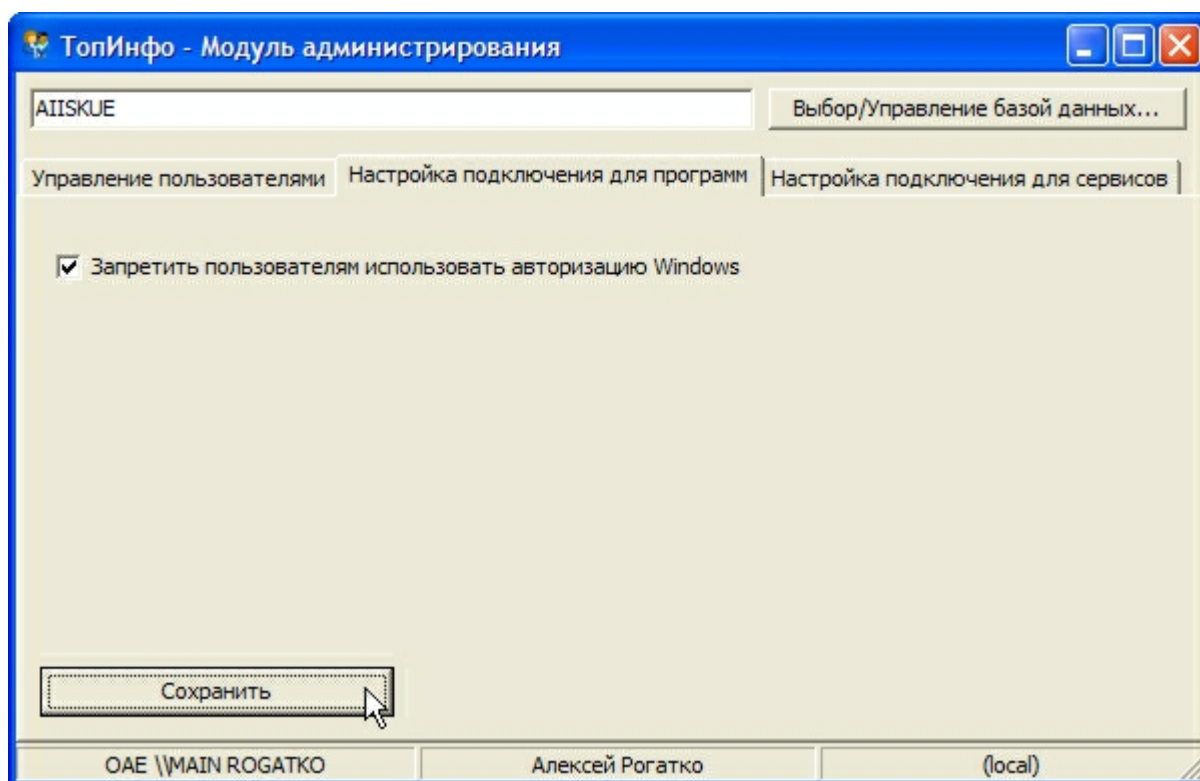 ТопИнфо - Модуль администрирования
AIISKUE
Выбор/Управление базой данных...
Управление пользователями
Настройка подключения для программ
Настройка подключения для сервисов
Запретить пользователям использовать авторизацию Windows
Сохранить
OAE \\MAIN ROGATKO
Алексей Рогатко
(local)